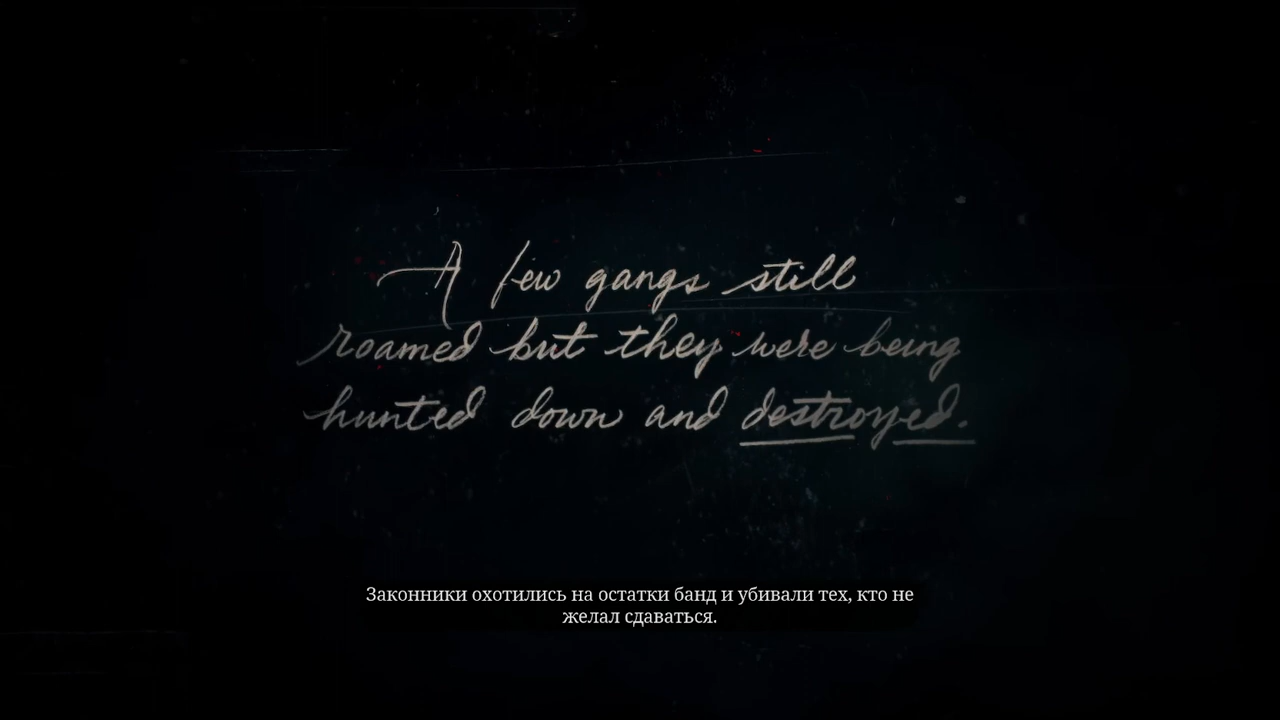 A few gangs still
roamed but they were being
hunted down and destroyed.
Законники охотились на остатки банд и убивали тех, кто не
желал сдаваться.